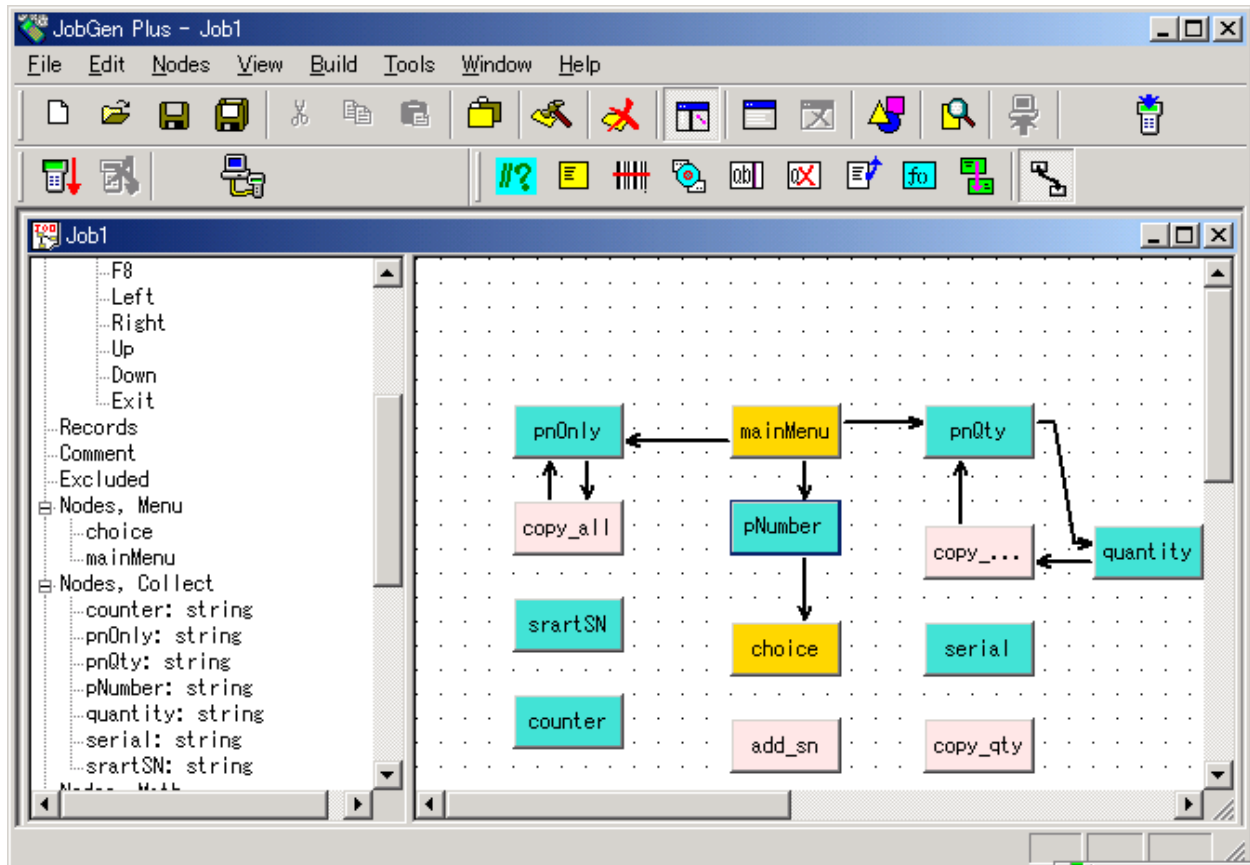 JobGen Plus - Job1
File Edit Nodes View Build Tools Window Help
Job1
F8
Left
Right
Up
Down
Exit
Records
Comment
Excluded
Nodes, Menu
choice
mainMenu
Nodes, Collect
counter: string
pnOnly: string
pnQty: string
pNumber: string
quantity: string
serial: string
srartSN: string
pnOnly mainMenu pnQty
copy_all pNumber copy_... quantity
srartSN choice serial
counter add_sn copy_qty